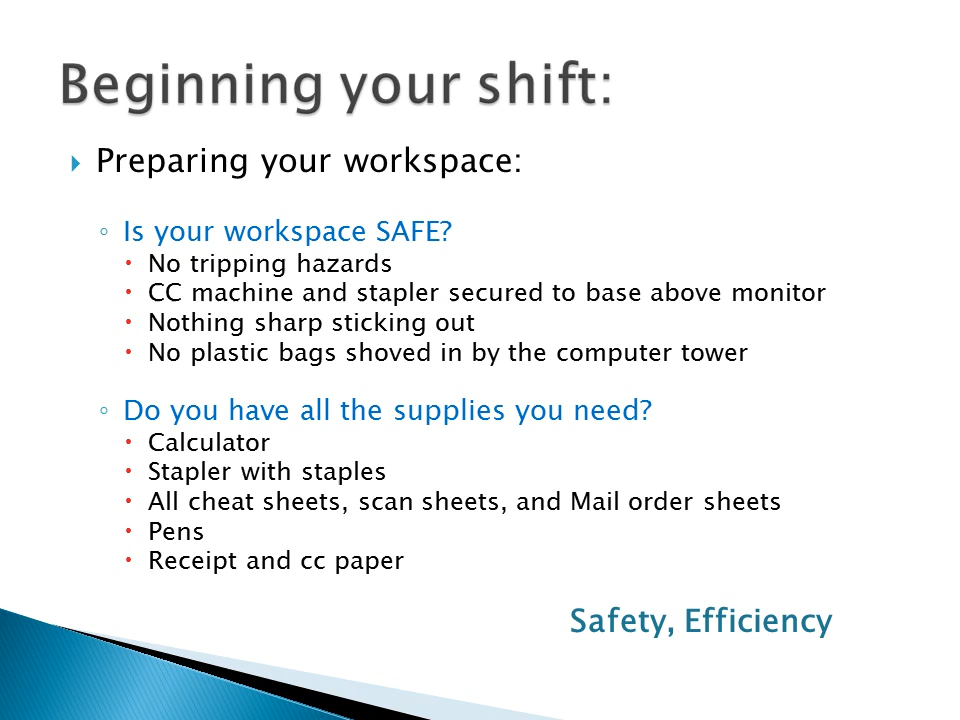 Beginning your shift:
Preparing your workspace:
Is your workspace SAFE?
No tripping hazards
CC machine and stapler secured to base above monitor
Nothing sharp sticking out
No plastic bags shoved in by the computer tower
Do you have all the supplies you need?
Calculator
Stapler with staples
All cheat sheets, scan sheets, and Mail order sheets
Pens
Receipt and cc paper
Safety, Efficiency